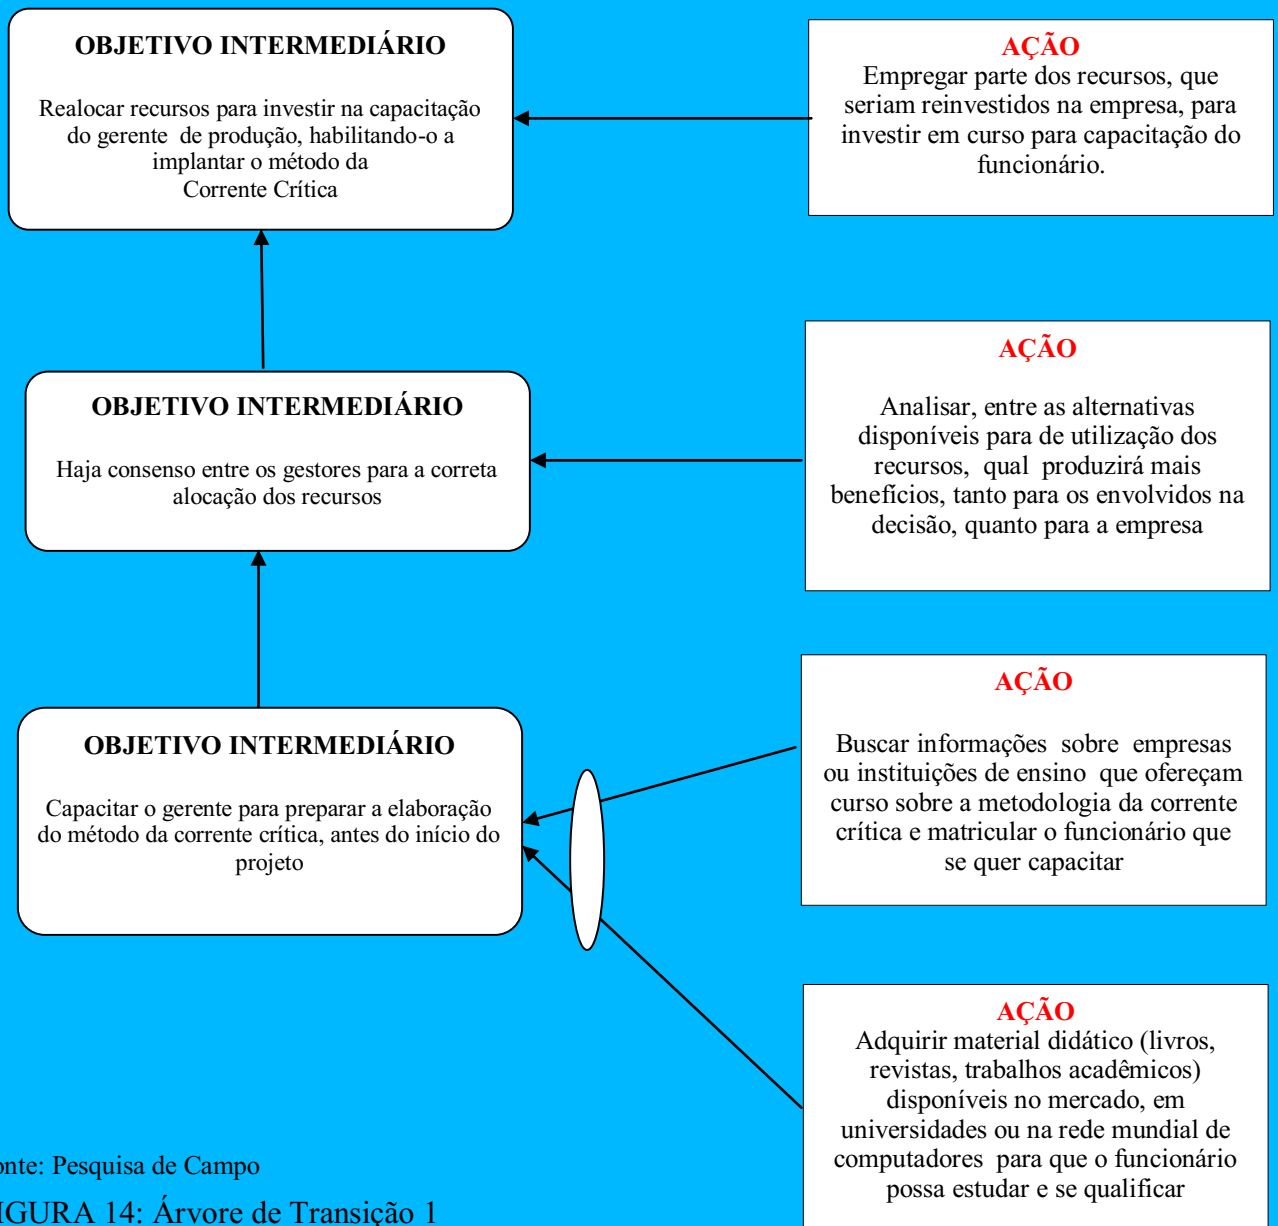 OBJETIVO INTERMEDIÁRIO
Realocar recursos para investir na capacitação
do gerente de produção, habilitando-o a
implantar o método da
Corrente Crítica
AÇÃO
Empregar parte dos recursos, que
seriam reinvestidos na empresa, para
investir em curso para capacitação do
funcionário.
OBJETIVO INTERMEDIÁRIO
Haja consenso entre os gestores para a correta
alocação dos recursos
AÇÃO
Analisar, entre as alternativas
disponíveis para de utilização dos
recursos, qual produzirá mais
benefícios, tanto para os envolvidos na
decisão, quanto para a empresa
OBJETIVO INTERMEDIÁRIO
Capacitar o gerente para preparar a elaboração
do método da corrente crítica, antes do início do
projeto
AÇÃO
Buscar informações sobre empresas
ou instituições de ensino que ofereçam
curso sobre a metodologia da corrente
crítica e matricular o funcionário que
se quer capacitar
AÇÃO
Adquirir material didático (livros,
revistas, trabalhos acadêmicos)
disponíveis no mercado, em
universidades ou na rede mundial de
computadores para que o funcionário
possa estudar e se qualificar
onte: Pesquisa de Campo
IGURA 14: Árvore de Transição 1